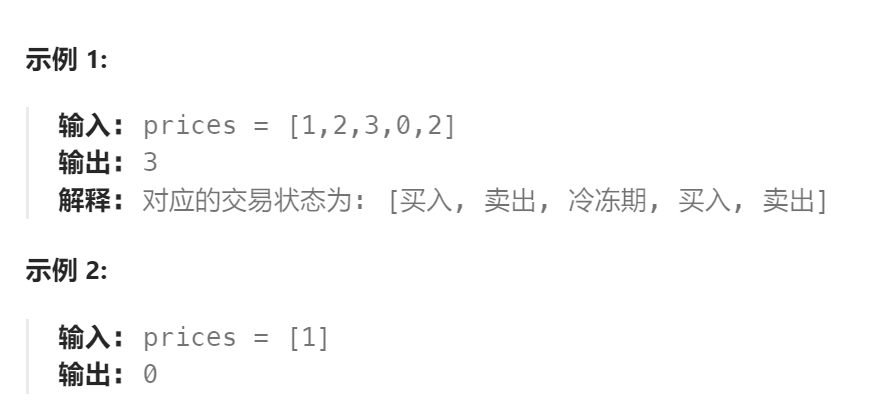 示例 1:
输入：prices = [1,2,3,0,2]
输出：3
解释：对应的交易状态为: [买入, 卖出, 冷冻期, 买入, 卖出]
示例 2:
输入：prices = [1]
输出：0